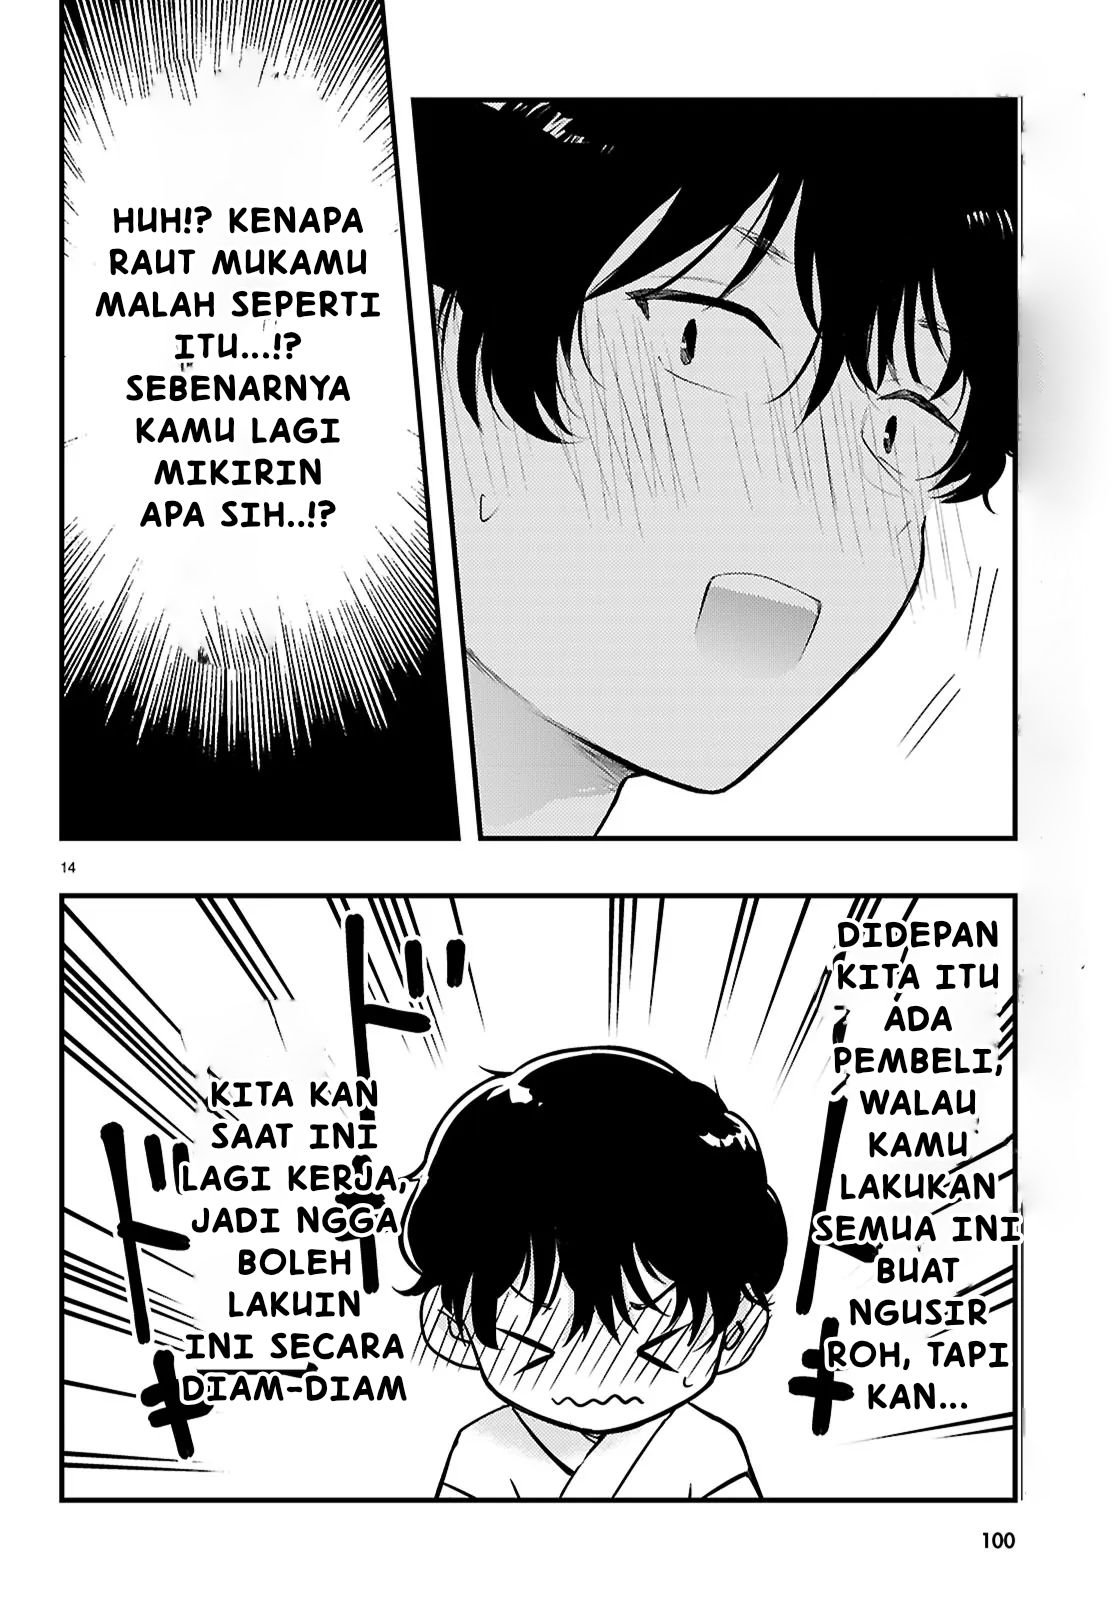 HUH!? KENAPA
RAUT MUKAMU
MALAH SEPERTI
ITU...!?
SEBENARNYA
KAMU LAGI
MIKIRIN
APA SIH..!?
14
DIDEPAN
KITA ITU
ADA
PEMBELI,
WALAU
KAMU
LAKUKAN
SEMUA INI
BUAT
NGUSIR
ROH, TAPI
KAN...
KITA KAN
SAAT INI
LAGI KERJA,
JADI NGGA
BOLEH
LAKUIN
INI SECARA
DIAM-DIAM
100